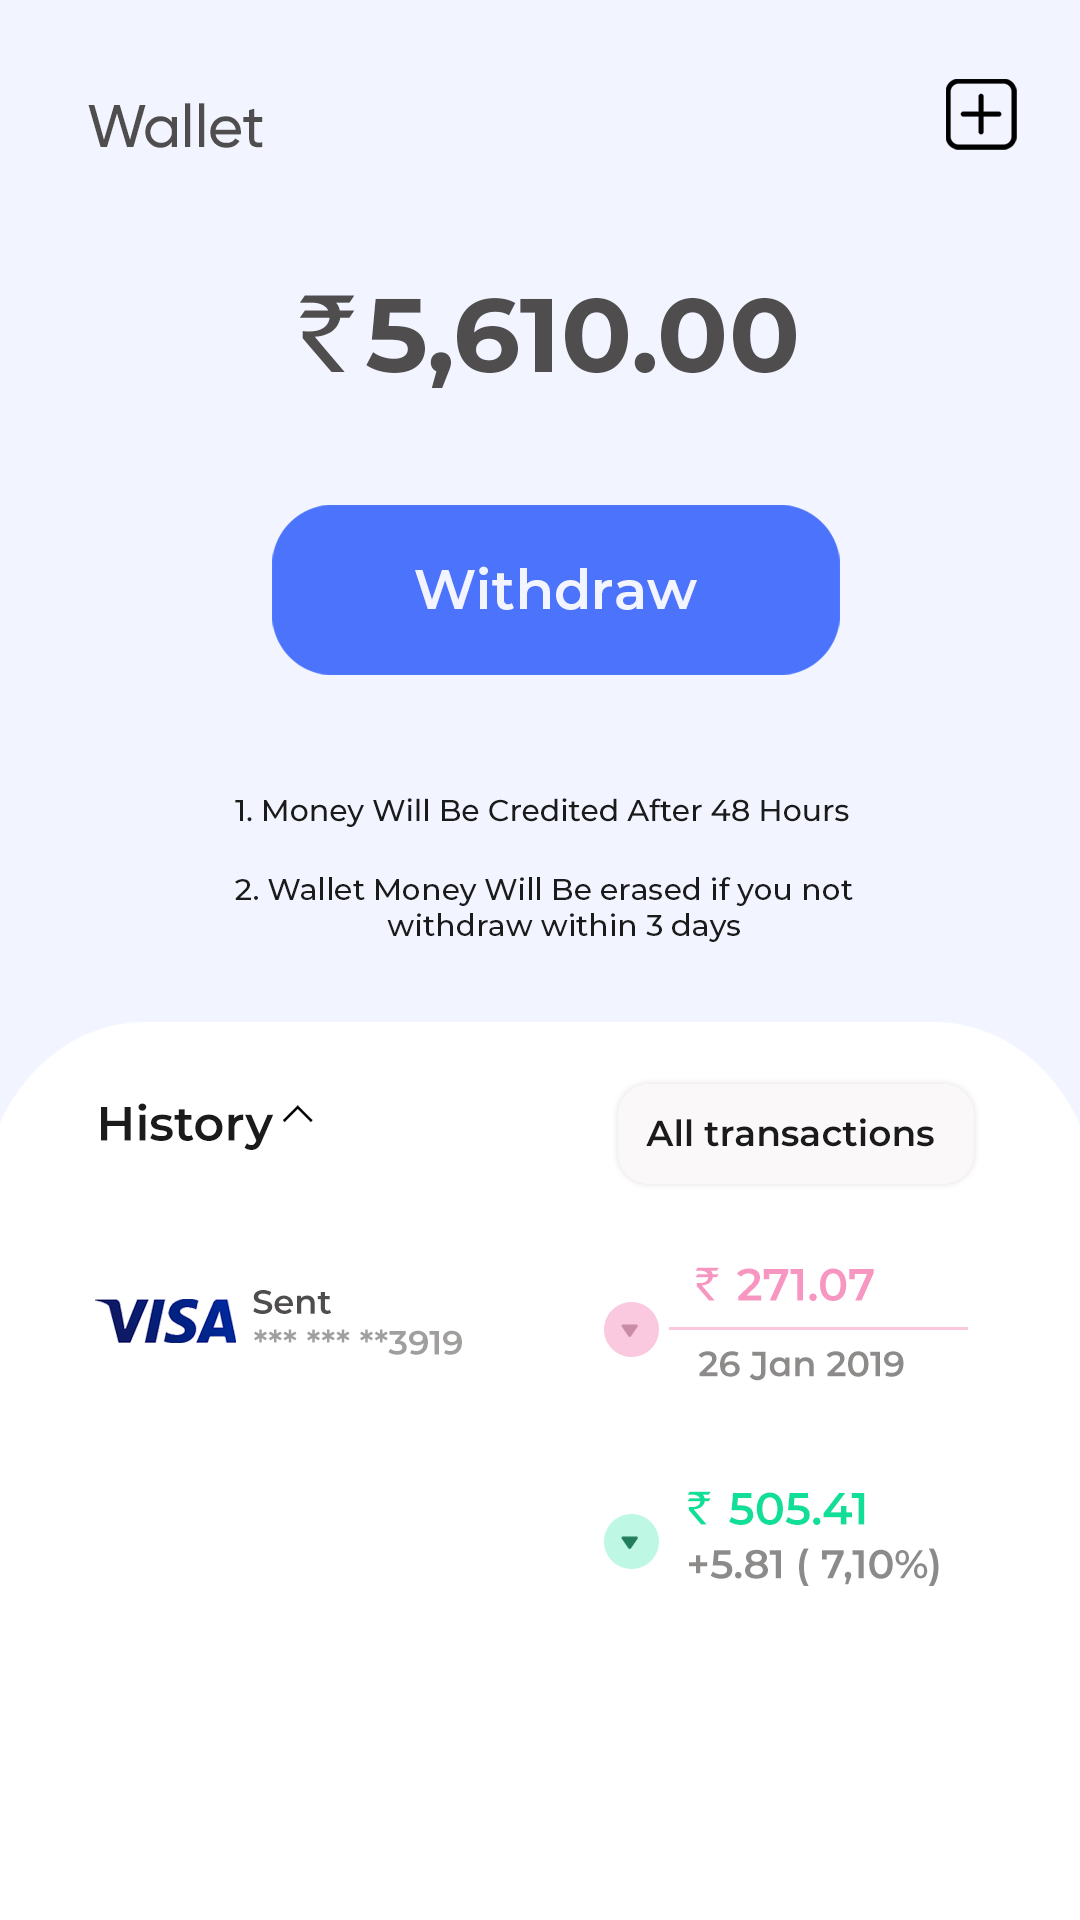 Wallet
₹5,610.00
Withdraw
1. Money Will Be Credited After 48 Hours
2. Wallet Money Will Be erased if you not
withdraw within 3 days
History
All transactions
VISA
Sent
*** *** **3919
₹ 271.07
26 Jan 2019
₹ 505.41
+5.81 ( 7,10%)